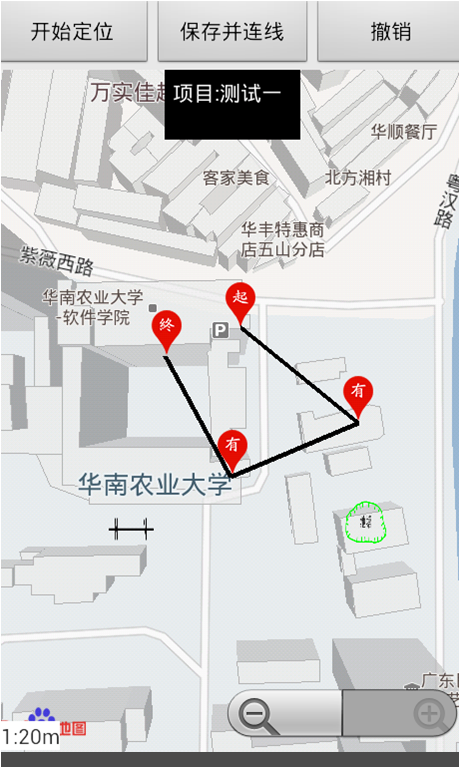 开始定位
保存并连线
撤销
万实佳超
项目:测试一
华顺餐厅
客家美食
北方湘村
粤汉路
华丰特惠商
店五山分店
紫薇西路
华南农业大学
-软件学院
起
P
終
有
有
华南农业大学
广东
地图
1:20m